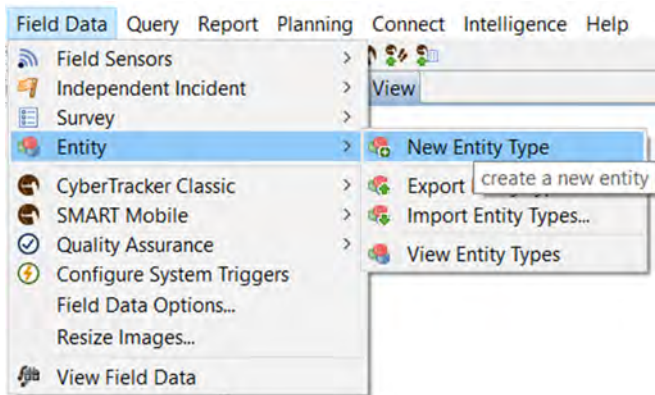 Field Data Query Report Planning Connect Intelligence Help
Field Sensors
Independent Incident
View
Survey
Entity
New Entity Type
create a new entity
CyberTracker Classic
Export
SMART Mobile
Import Entity Types...
Quality Assurance
View Entity Types
Configure System Triggers
Field Data Options...
Resize Images...
View Field Data